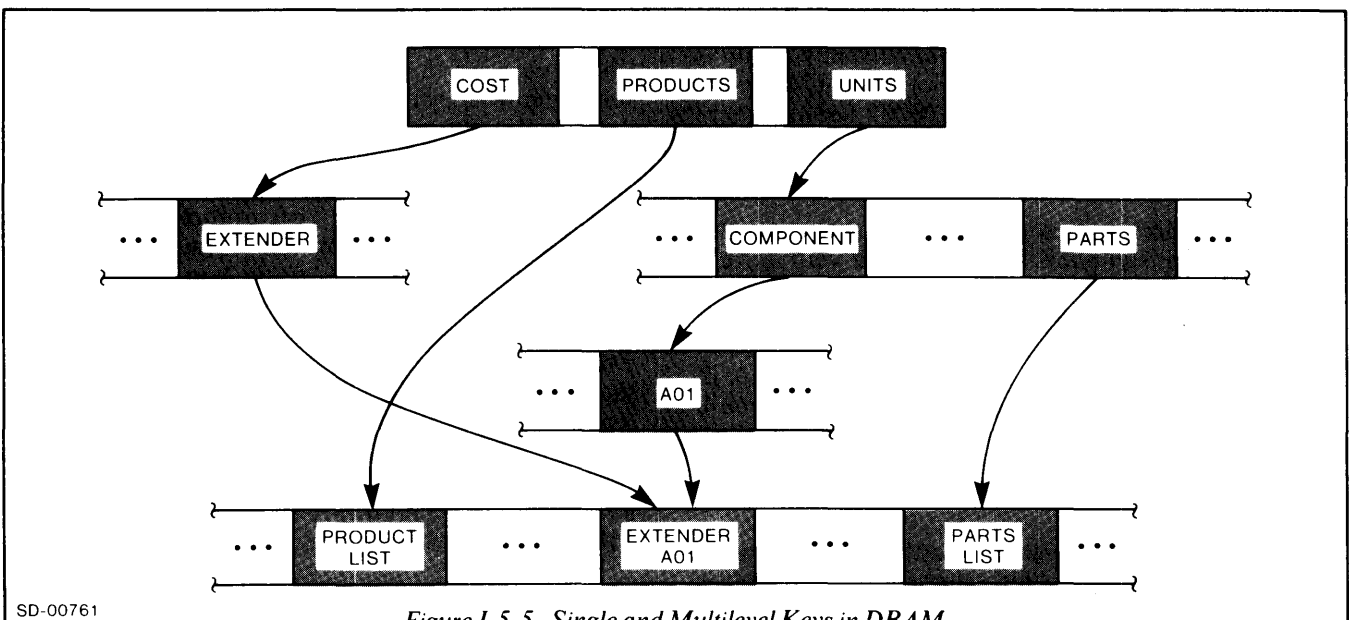 COST PRODUCTS UNITS
••• EXTENDER ••• ••• COMPONENT ••• PARTS •••
••• A01 •••
••• PRODUCT LIST ••• EXTENDER A01 ••• PARTS LIST •••
SD-00761
Figure I-5-5. Single and Multilevel Keys in DBAM